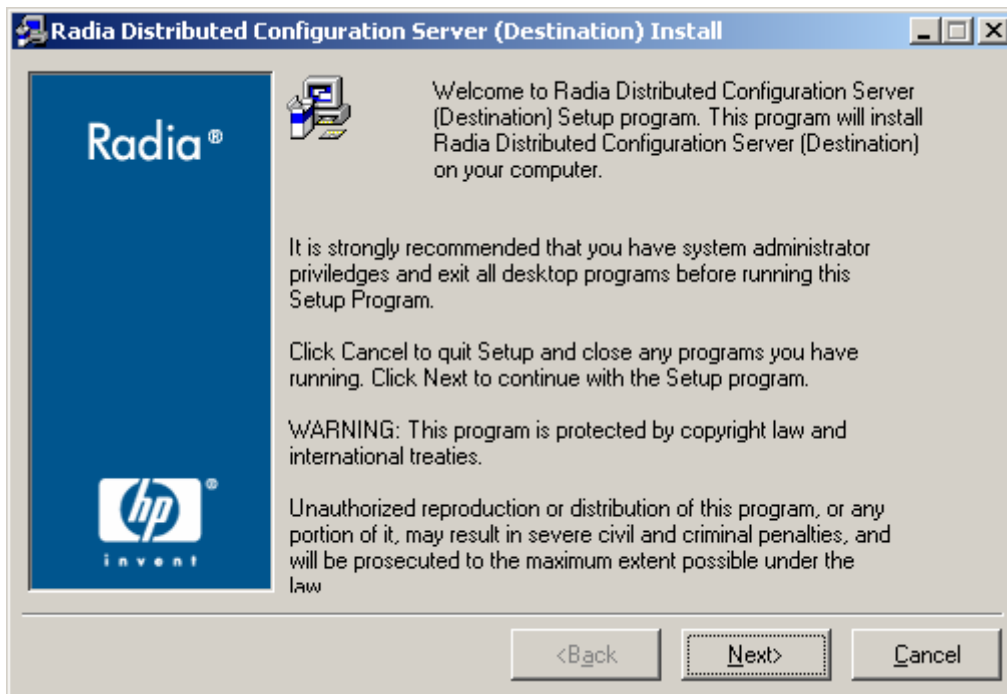 Radia Distributed Configuration Server (Destination) Install
Radia®
hp®
invent
Welcome to Radia Distributed Configuration Server
(Destination) Setup program. This program will install
Radia Distributed Configuration Server (Destination)
on your computer.
It is strongly recommended that you have system administrator
priviledges and exit all desktop programs before running this
Setup Program.
Click Cancel to quit Setup and close any programs you have
running. Click Next to continue with the Setup program.
WARNING: This program is protected by copyright law and
international treaties.
Unauthorized reproduction or distribution of this program, or any
portion of it, may result in severe civil and criminal penalties, and
will be prosecuted to the maximum extent possible under the
law
<Back
Next>
Cancel